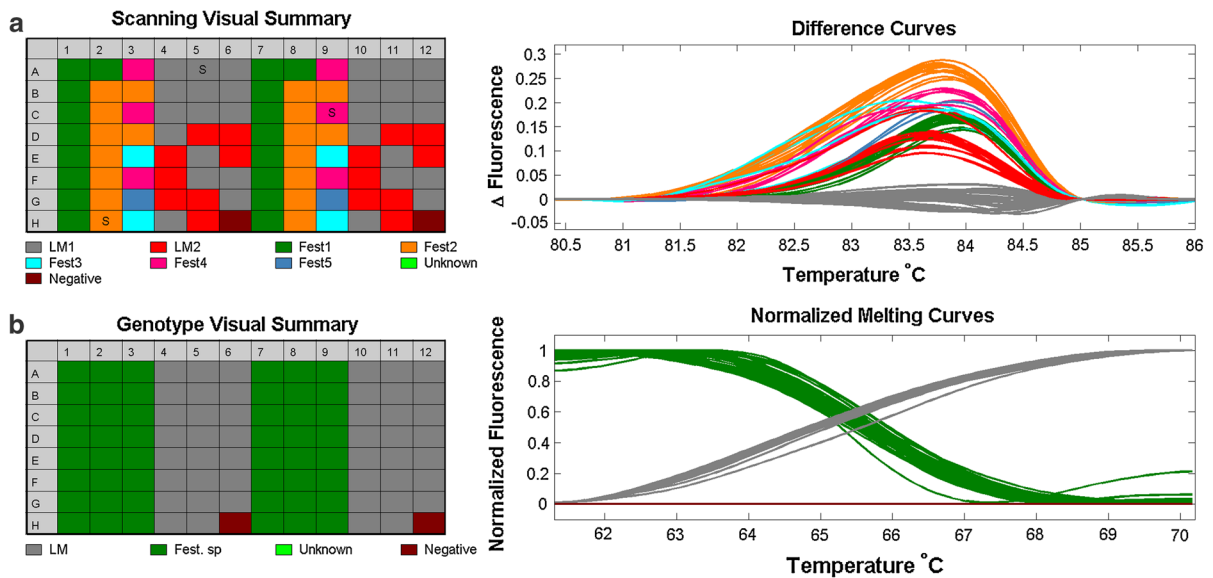 a
Scanning Visual Summary
1 2 3 4 5 6 7 8 9 10 11 12
A S
B
C S
D
E
F
G
H S
LM1 LM2 Fest1 Fest2
Fest3 Fest4 Fest5 Unknown
Negative
Difference Curves
Δ Fluorescence
0.3
0.25
0.2
0.15
0.1
0.05
0
-0.05
80.5 81 81.5 82 82.5 83 83.5 84 84.5 85 85.5 86
Temperature °C
b
Genotype Visual Summary
1 2 3 4 5 6 7 8 9 10 11 12
A
B
C
D
E
F
G
H
LM Fest. sp Unknown Negative
Normalized Melting Curves
Normalized Fluorescence
1
0.8
0.6
0.4
0.2
0
62 63 64 65 66 67 68 69 70
Temperature °C